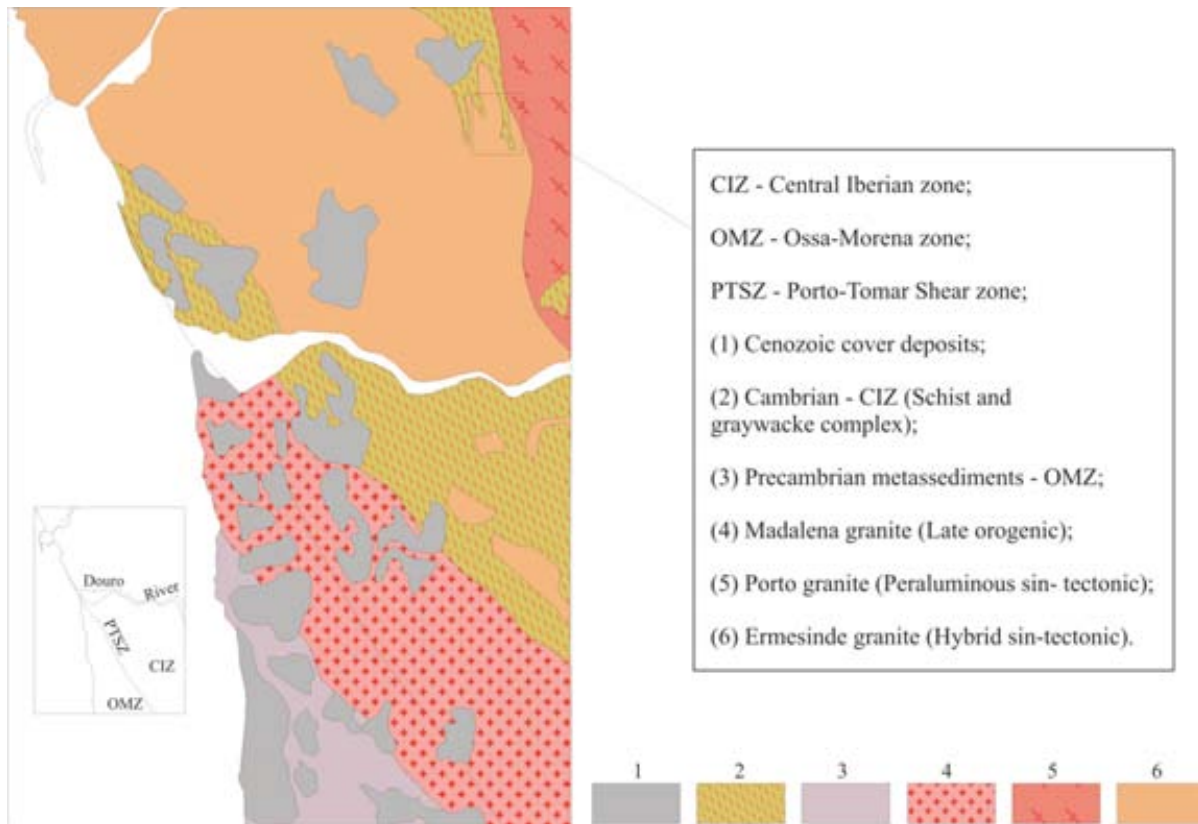 CIZ - Central Iberian zone;
OMZ - Ossa-Morena zone;
PTSZ - Porto-Tomar Shear zone;
(1) Cenozoic cover deposits;
(2) Cambrian - CIZ (Schist and
graywacke complex);
(3) Precambrian metassediments - OMZ;
(4) Madalena granite (Late orogenic);
(5) Porto granite (Peraluminous sin- tectonic);
(6) Ermesinde granite (Hybrid sin-tectonic).
Douro
River
PTSZ
CIZ
OMZ
1 2 3 4 5 6